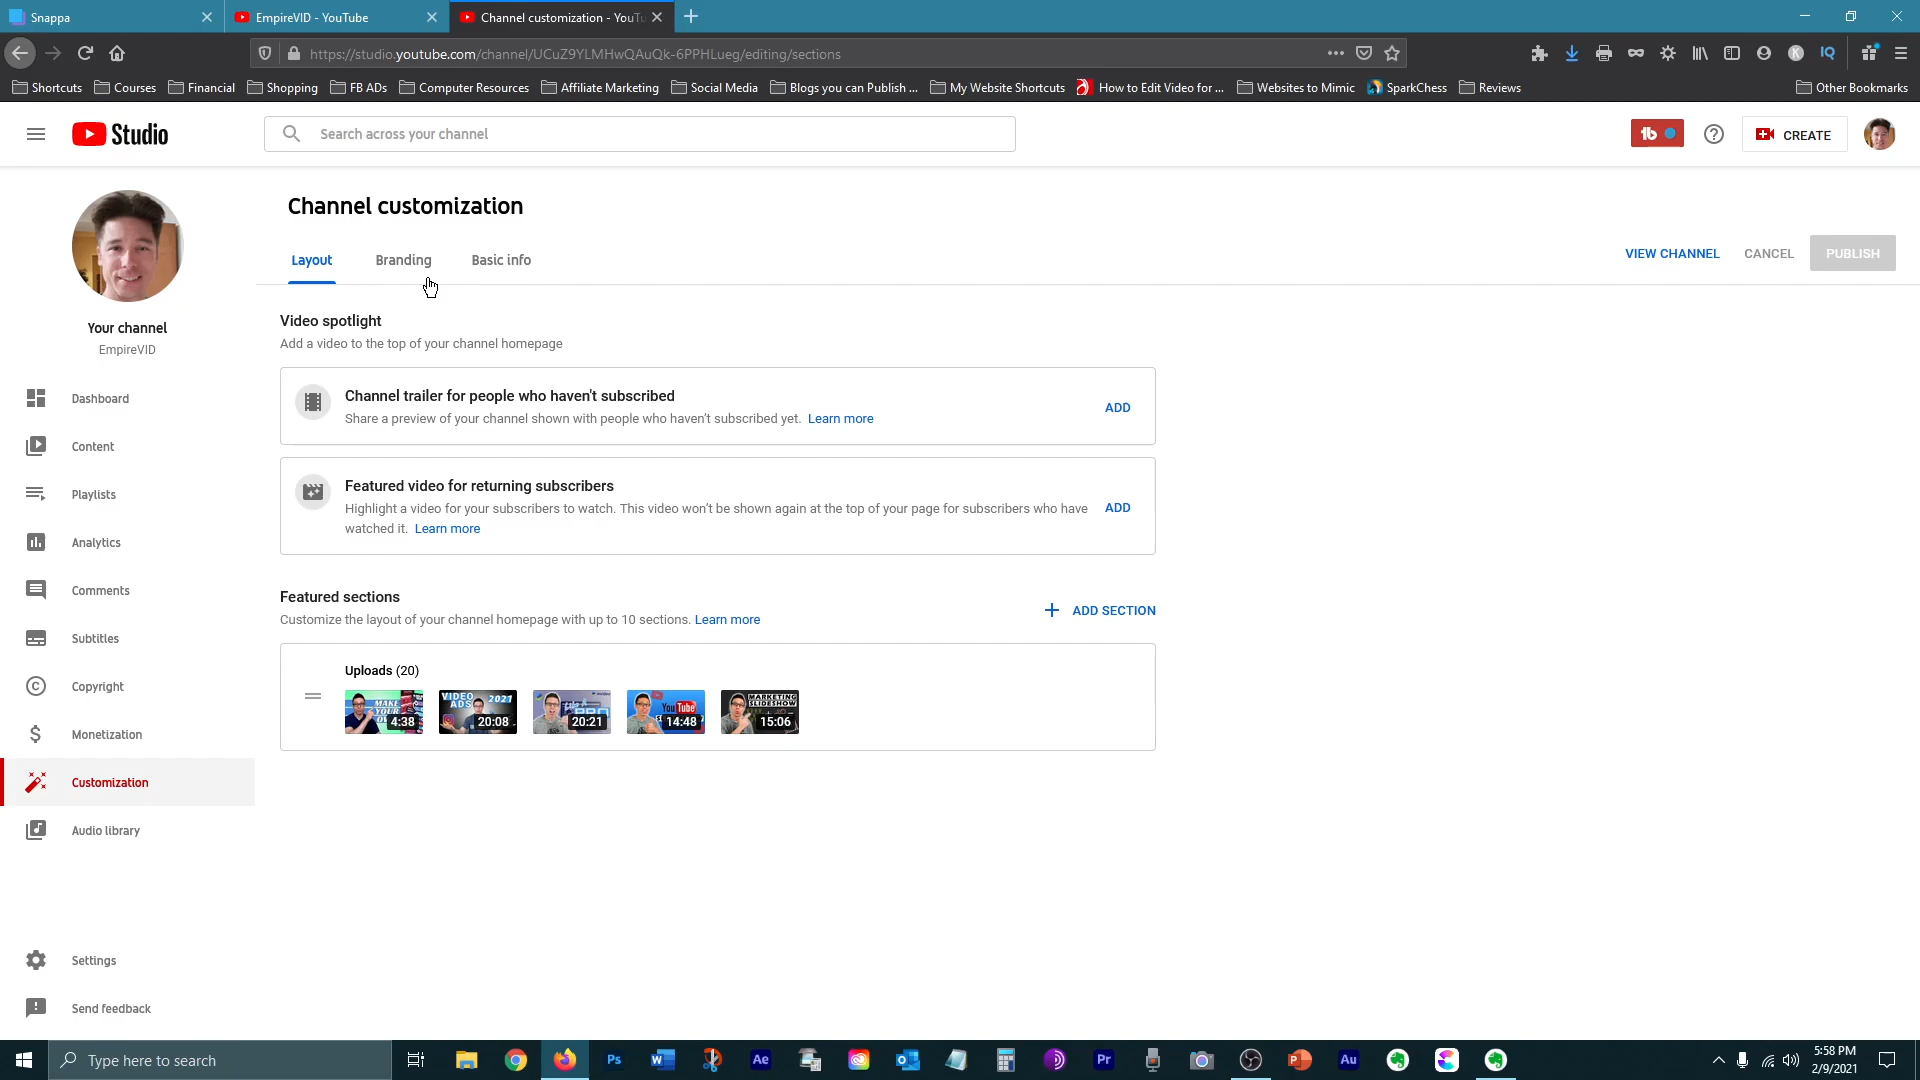 Snappa
EmpireVID - YouTube
Channel customization - YouTu
https://studio.youtube.com/channel/UCuZ9YLMHwQAuQk-6PPHLueg/editing/sections
Shortcuts
Courses
Financial
Shopping
FB ADs
Computer Resources
Affiliate Marketing
Social Media
Blogs you can Publish ...
My Website Shortcuts
How to Edit Video for ...
Websites to Mimic
SparkChess
Reviews
Other Bookmarks
Studio
Search across your channel
CREATE
Your channel
EmpireVID
Dashboard
Content
Playlists
Analytics
Comments
Subtitles
Copyright
Monetization
Customization
Audio library
Settings
Send feedback
Channel customization
Layout
Branding
Basic info
VIEW CHANNEL
CANCEL
PUBLISH
Video spotlight
Add a video to the top of your channel homepage
Channel trailer for people who haven't subscribed
Share a preview of your channel shown with people who haven't subscribed yet. Learn more
ADD
Featured video for returning subscribers
Highlight a video for your subscribers to watch. This video won't be shown again at the top of your page for subscribers who have
watched it. Learn more
ADD
Featured sections
Customize the layout of your channel homepage with up to 10 sections. Learn more
ADD SECTION
Uploads (20)
4:38
20:08
20:21
14:48
15:06
Type here to search
5:58 PM
2/9/2021